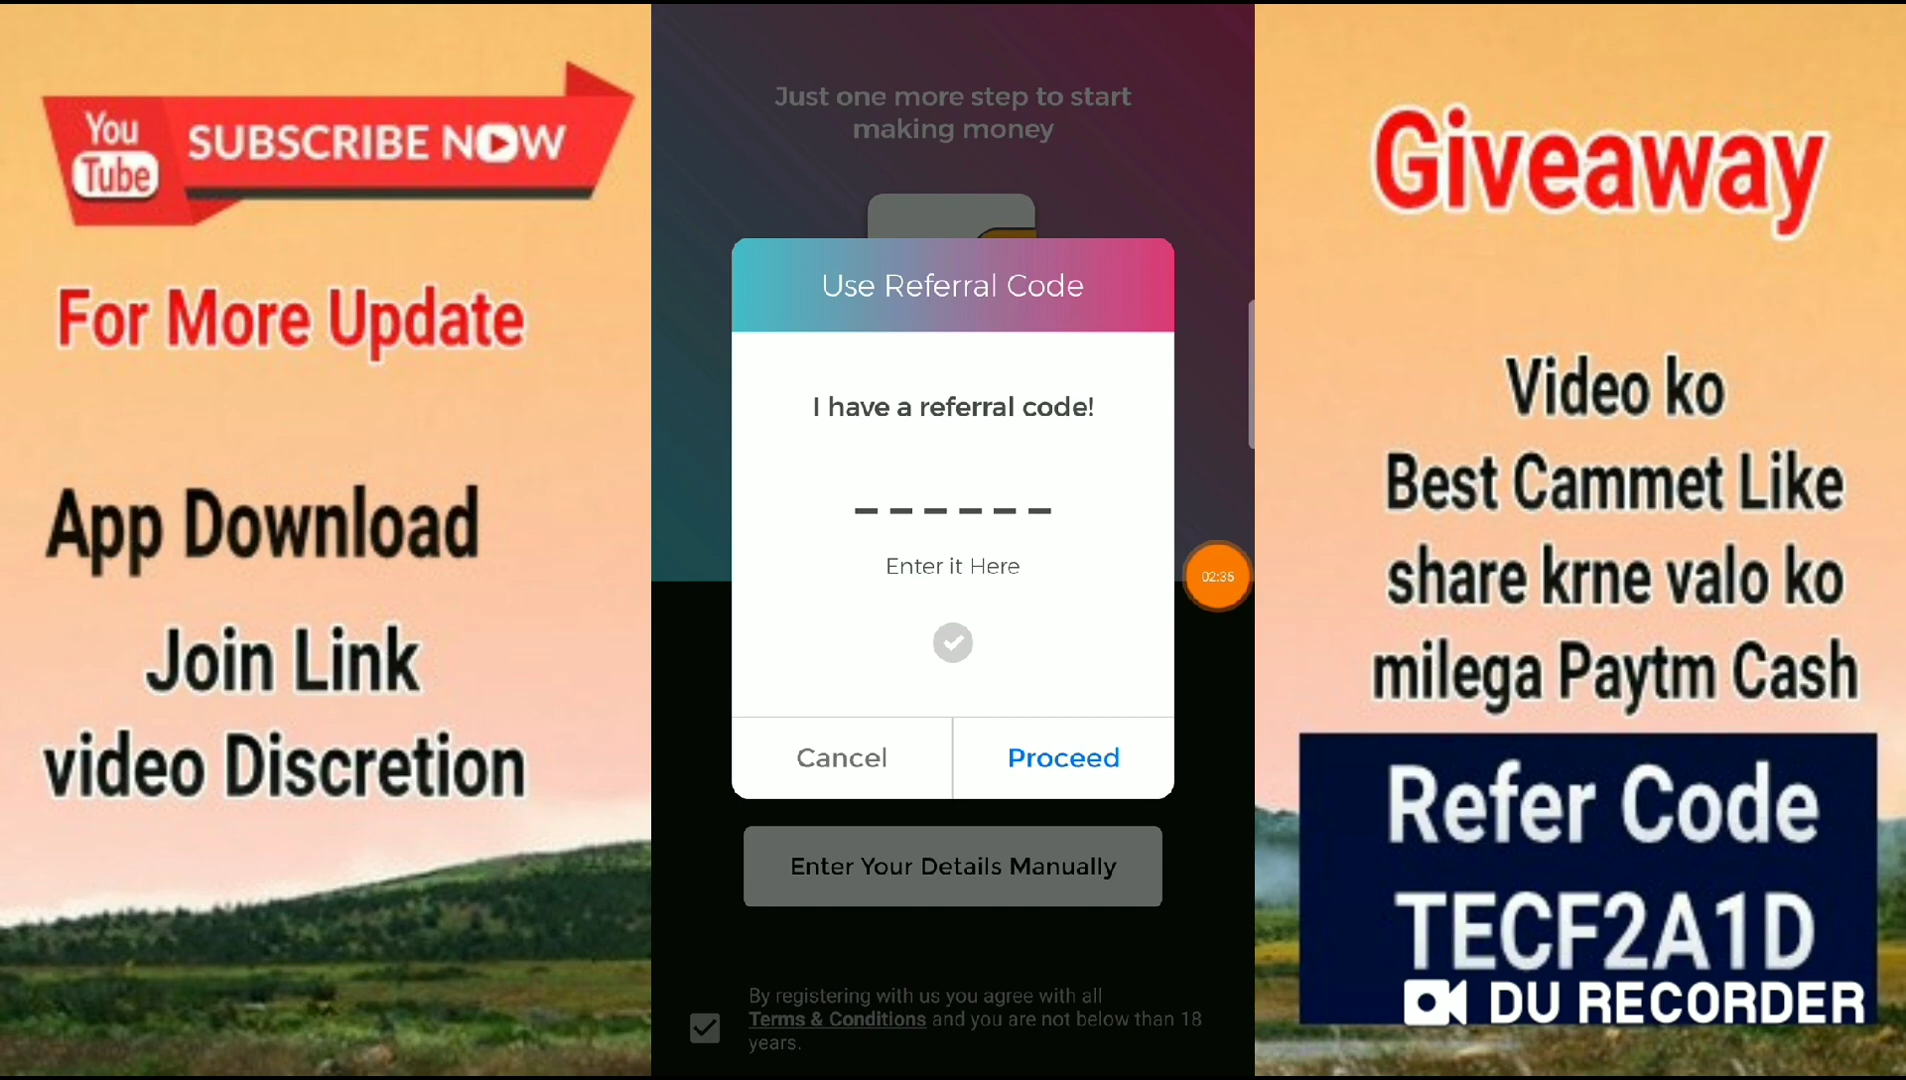 You
Tube
SUBSCRIBE NOW
For More Update
App Download
Join Link
video Discretion
Just one more step to start
making money
Use Referral Code
I have a referral code!
Enter it Here
Cancel
Proceed
Enter Your Details Manually
By registering with us you agree with all
Terms & Conditions and you are not below than 18
years.
02:35
Giveaway
Video ko
Best Cammet Like
share krne valo ko
milega Paytm Cash
Refer Code
TECF2A1D
DU RECORDER